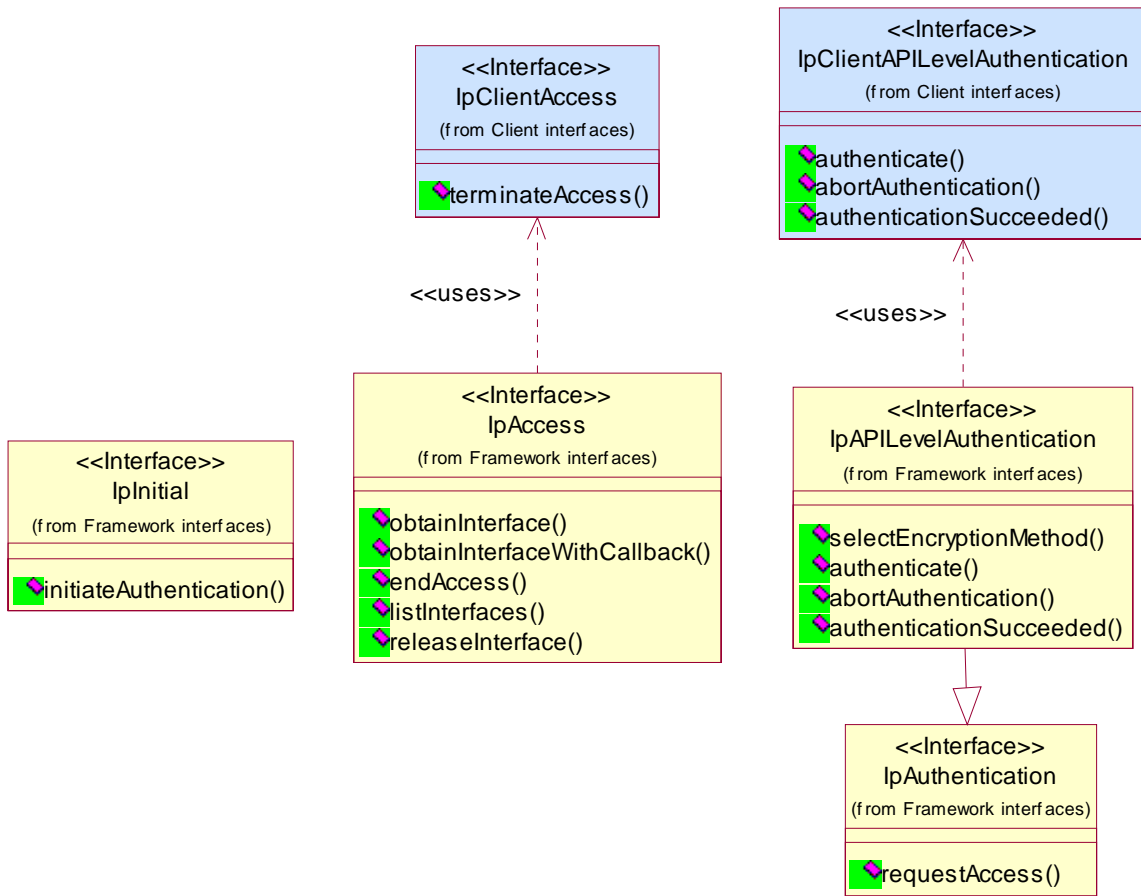 <<Interface>>
IpClientAccess
(from Client interfaces)
terminateAccess()
<<Interface>>
IpClientAPILevelAuthentication
(from Client interfaces)
authenticate()
abortAuthentication()
authenticationSucceeded()
<<uses>>
<<uses>>
<<Interface>>
IpInitial
(from Framework interfaces)
initiateAuthentication()
<<Interface>>
IpAccess
(from Framework interfaces)
obtainInterface()
obtainInterfaceWithCallback()
endAccess()
listInterfaces()
releaseInterface()
<<Interface>>
IpAPILevelAuthentication
(from Framework interfaces)
selectEncryptionMethod()
authenticate()
abortAuthentication()
authenticationSucceeded()
<<Interface>>
IpAuthentication
(from Framework interfaces)
requestAccess()